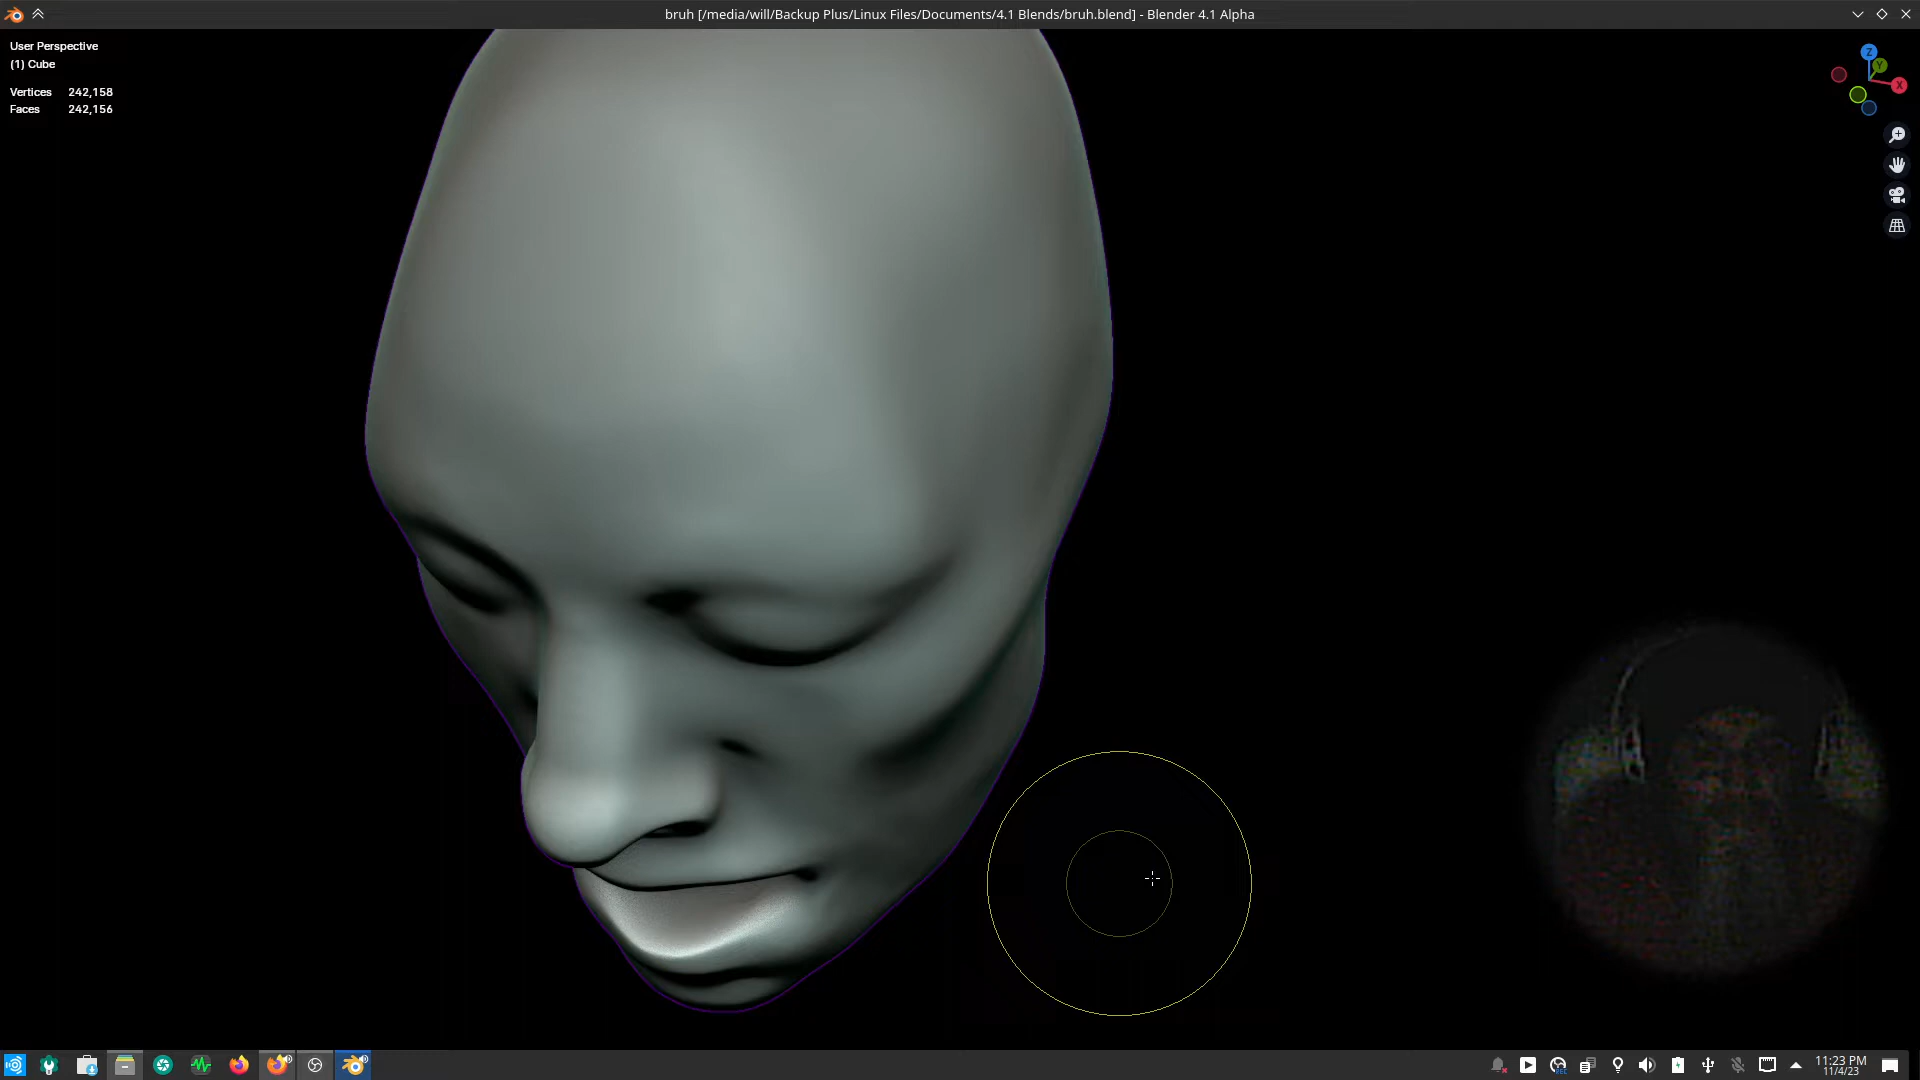 bruh [/media/will/Backup Plus/Linux Files/Documents/4.1 Blends/bruh.blend] - Blender 4.1 Alpha
User Perspective
(1) Cube
Vertices 242,158
Faces 242,156
Z
Y
X
REC
11:23 PM
11/4/23